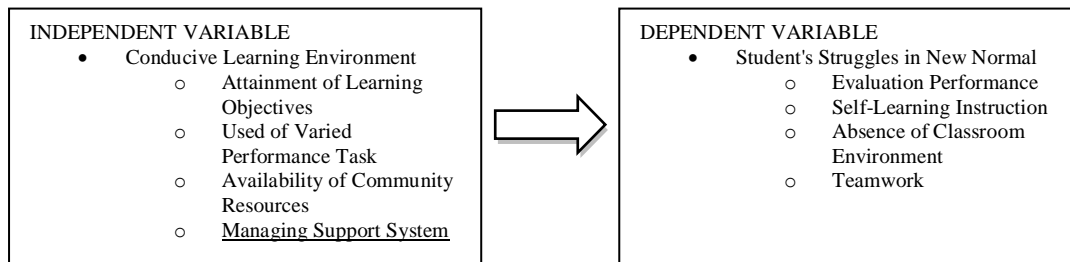 INDEPENDENT VARIABLE
• Conducive Learning Environment
o Attainment of Learning
Objectives
o Used of Varied
Performance Task
o Availability of Community
Resources
o Managing Support System
DEPENDENT VARIABLE
• Student's Struggles in New Normal
o Evaluation Performance
o Self-Learning Instruction
o Absence of Classroom
Environment
o Teamwork